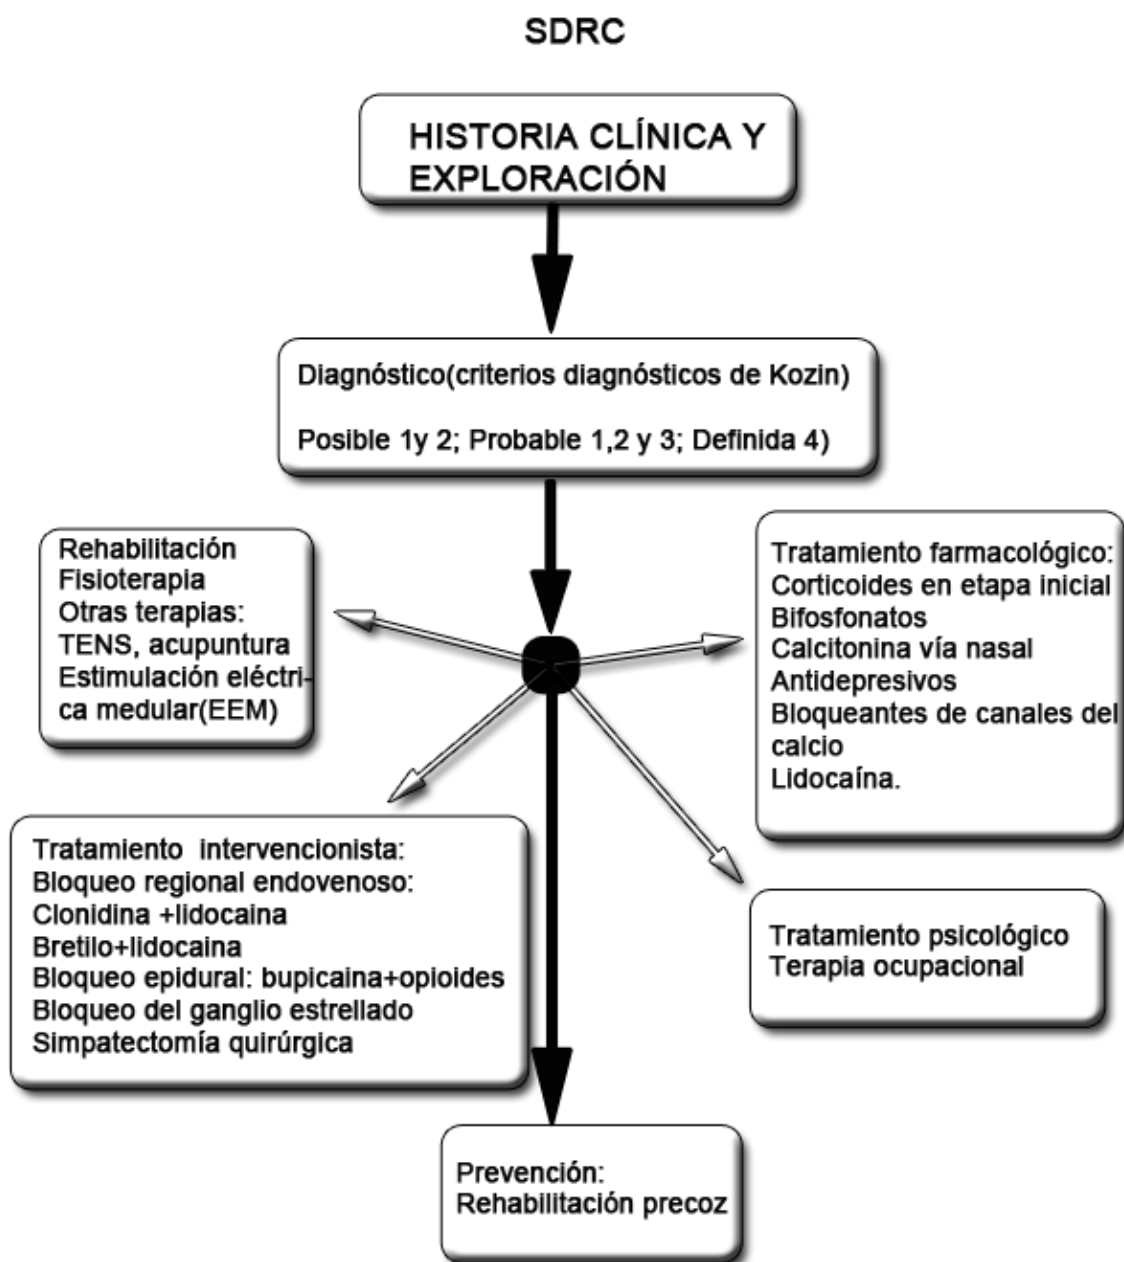 SDRC
HISTORIA CLÍNICA Y
EXPLORACIÓN
Diagnóstico(criterios diagnósticos de Kozin)
Posible 1y 2; Probable 1,2 y 3; Definida 4)
Rehabilitación
Fisioterapia
Otras terapias:
TENS, acupuntura
Estimulación eléctri-
ca medular(EEM)
Tratamiento farmacológico:
Corticoides en etapa inicial
Bifosfonatos
Calcitonina vía nasal
Antidepresivos
Bloqueantes de canales del
calcio
Lidocaína.
Tratamiento intervencionista:
Bloqueo regional endovenoso:
Clonidina +lidocaina
Bretilo+lidocaina
Bloqueo epidural: bupicaina+opioides
Bloqueo del ganglio estrellado
Simpatectomía quirúrgica
Tratamiento psicológico
Terapia ocupacional
Prevención:
Rehabilitación precoz